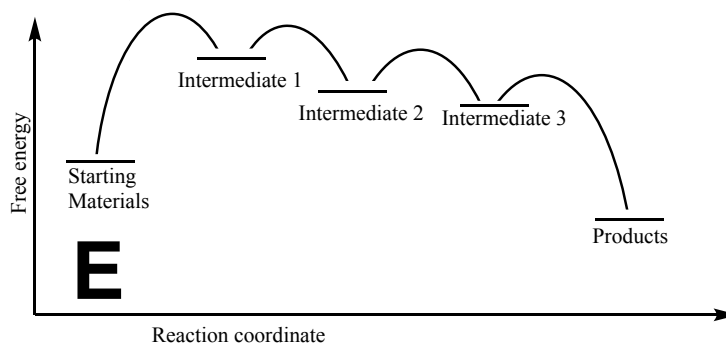 Free energy
Intermediate 1
Intermediate 2
Intermediate 3
Starting
Materials
Products
E
Reaction coordinate